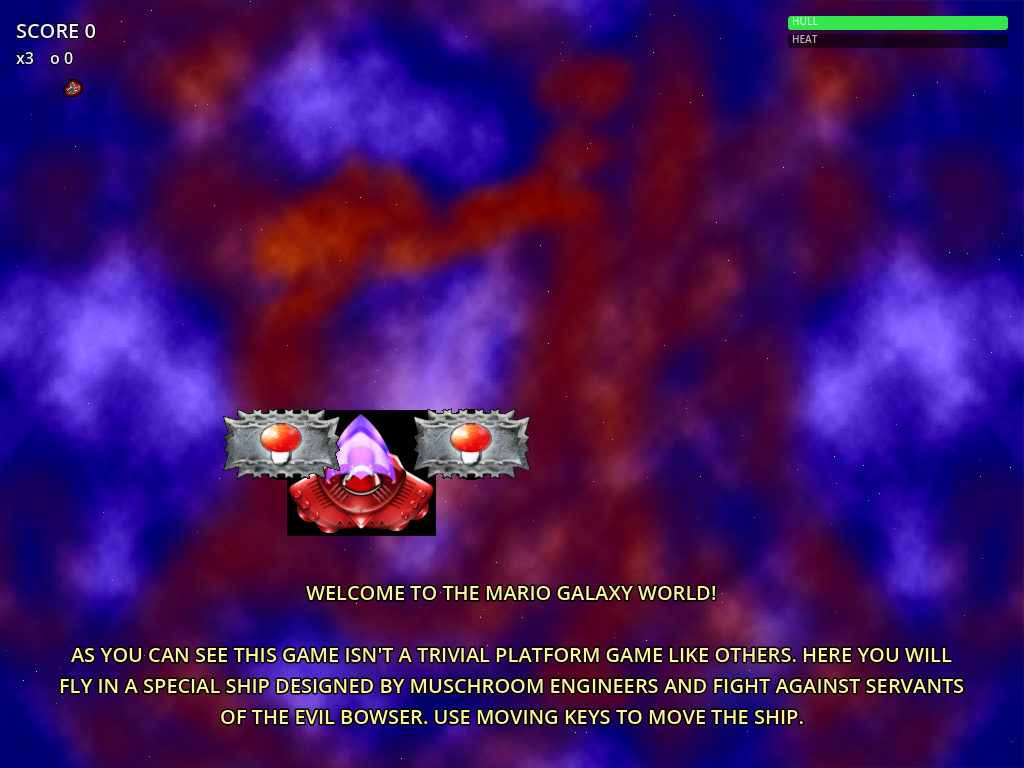 SCORE 0
x3 o 0
HULL
HEAT
WELCOME TO THE MARIO GALAXY WORLD!
AS YOU CAN SEE THIS GAME ISN'T A TRIVIAL PLATFORM GAME LIKE OTHERS. HERE YOU WILL
FLY IN A SPECIAL SHIP DESIGNED BY MUSCHROOM ENGINEERS AND FIGHT AGAINST SERVANTS
OF THE EVIL BOWSER. USE MOVING KEYS TO MOVE THE SHIP.